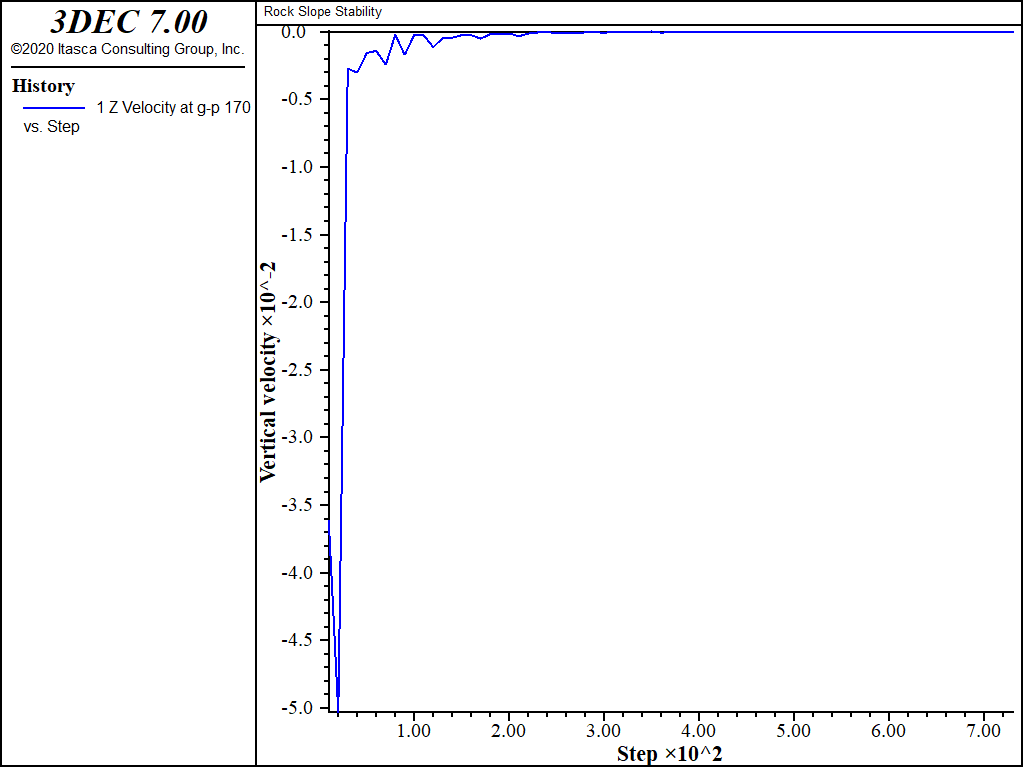 3DEC 7.00
©2020 Itasca Consulting Group, Inc.
History
1 Z Velocity at g-p 170
vs. Step
Rock Slope Stability
0.0
-0.5
-1.0
-1.5
-2.0
-2.5
-3.0
-3.5
-4.0
-4.5
-5.0
Vertical velocity ×10^-2
1.00 2.00 3.00 4.00 5.00 6.00 7.00
Step ×10^2